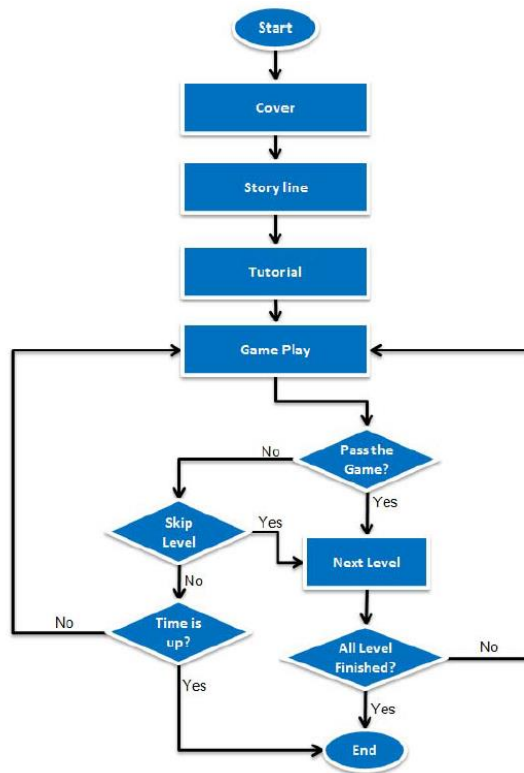 Start
Cover
Story line
Tutorial
Game Play
Pass the
Game?
No
Yes
Skip
Level
Yes
Next Level
No
Time is
up?
No
All Level
Finished?
No
Yes
Yes
End